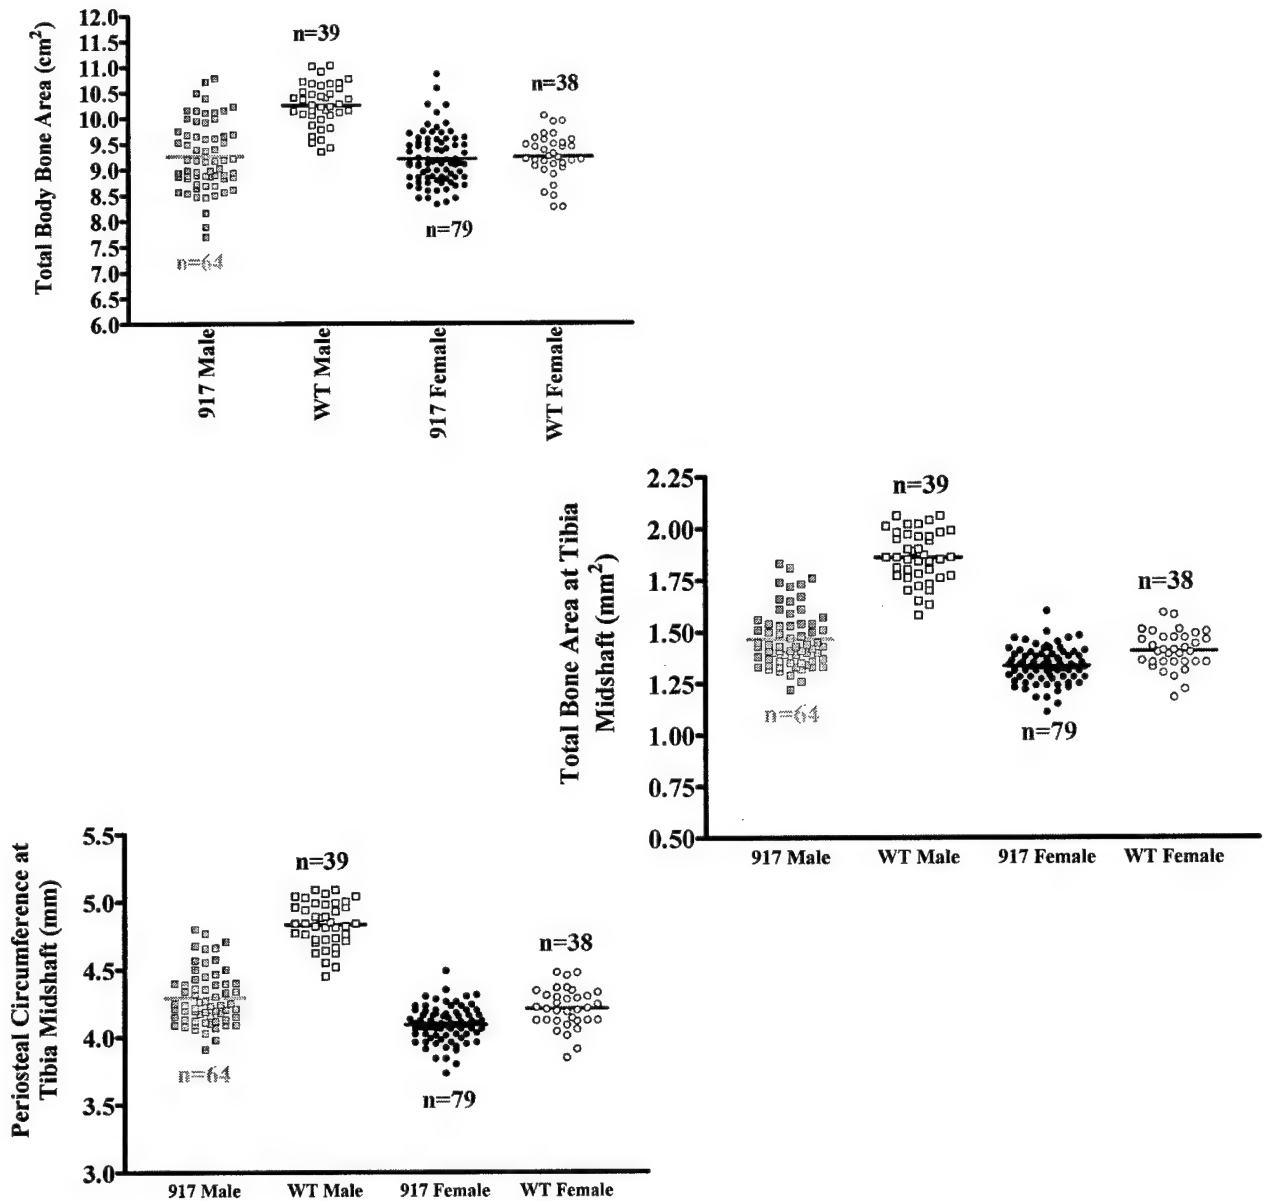 Total Body Bone Area (cm²)
12.0
11.5
11.0
10.5
10.0
9.5
9.0
8.5
8.0
7.5
7.0
6.5
6.0
n=39
n=38
n=79
n=64
917 Male
WT Male
917 Female
WT Female
Total Bone Area at Tibia
Midshaft (mm²)
2.25
2.00
1.75
1.50
1.25
1.00
0.75
0.50
n=39
n=38
n=64
n=79
917 Male
WT Male
917 Female
WT Female
Periosteal Circumference at
Tibia Midshaft (mm)
5.5
5.0
4.5
4.0
3.5
3.0
n=39
n=38
n=64
n=79
917 Male
WT Male
917 Female
WT Female